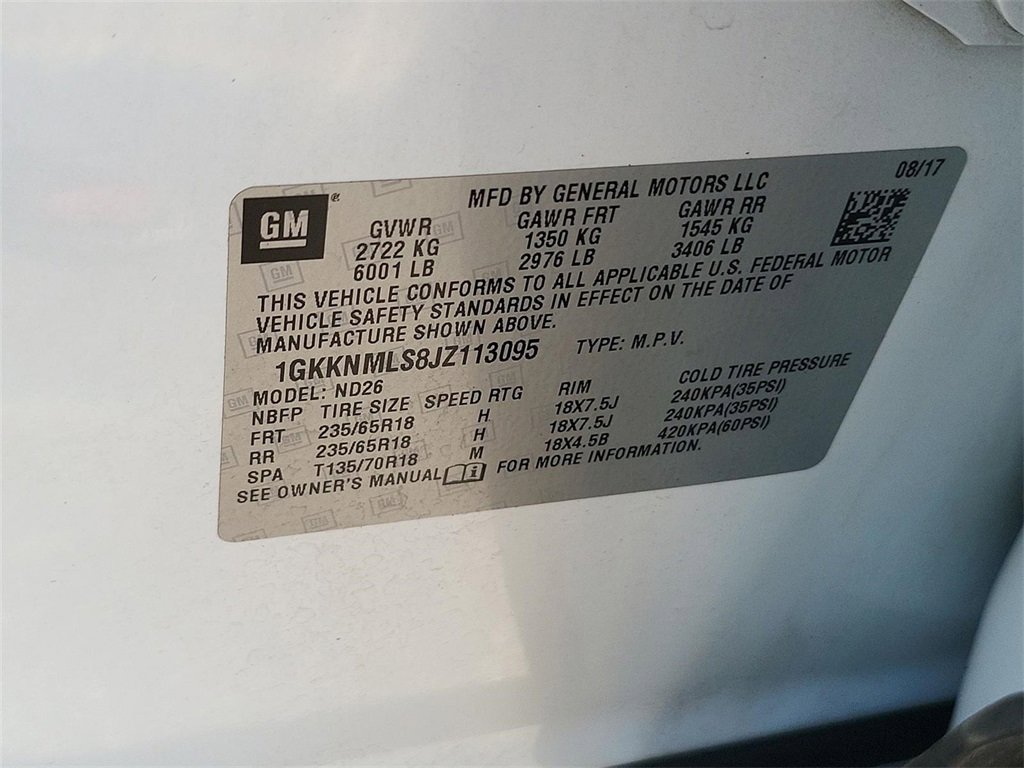 GM
®
MFD BY GENERAL MOTORS LLC 08/17
GVWR GAWR FRT GAWR RR
2722 KG 1350 KG 1545 KG
6001 LB 2976 LB 3406 LB
THIS VEHICLE CONFORMS TO ALL APPLICABLE U.S. FEDERAL MOTOR
VEHICLE SAFETY STANDARDS IN EFFECT ON THE DATE OF
MANUFACTURE SHOWN ABOVE.
1GKKNMLS8JZ113095 TYPE: M.P.V.
MODEL: ND26
NBFP TIRE SIZE SPEED RTG RIM COLD TIRE PRESSURE
FRT 235/65R18 H 18X7.5J 240KPA(35PSI)
RR 235/65R18 H 18X7.5J 240KPA(35PSI)
SPA T135/70R18 M 18X4.5B 420KPA(60PSI)
SEE OWNER'S MANUAL i FOR MORE INFORMATION.